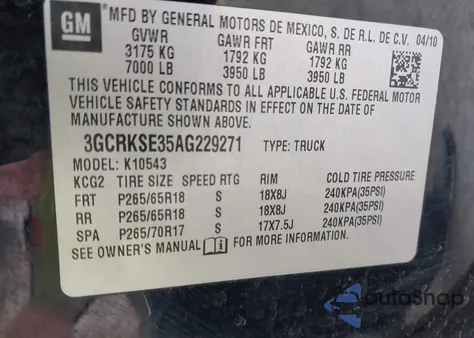 GM
MFD BY GENERAL MOTORS DE MEXICO, S. DE R.L. DE C.V. 04/10
GVWR GAWR FRT GAWR RR
3175 KG 1792 KG 1792 KG
7000 LB 3950 LB 3950 LB
THIS VEHICLE CONFORMS TO ALL APPLICABLE U.S. FEDERAL MOTOR
VEHICLE SAFETY STANDARDS IN EFFECT ON THE DATE OF
MANUFACTURE SHOWN ABOVE.
3GCRKSE35AG229271 TYPE: TRUCK
MODEL: K10543
KCG2 TIRE SIZE SPEED RTG RIM COLD TIRE PRESSURE
FRT P265/65R18 S 18X8J 240KPA(35PSI)
RR P265/65R18 S 18X8J 240KPA(35PSI)
SPA P265/70R17 S 17X7.5J 240KPA(35PSI)
SEE OWNER'S MANUAL FOR MORE INFORMATION
autoSnap